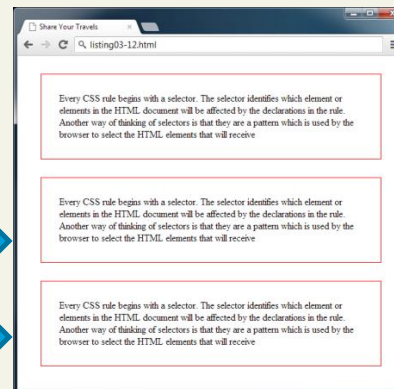 Share Your Travels
listing03-12.html
Every CSS rule begins with a selector. The selector identifies which element or
elements in the HTML document will be affected by the declarations in the rule.
Another way of thinking of selectors is that they are a pattern which is used by the
browser to select the HTML elements that will receive
Every CSS rule begins with a selector. The selector identifies which element or
elements in the HTML document will be affected by the declarations in the rule.
Another way of thinking of selectors is that they are a pattern which is used by the
browser to select the HTML elements that will receive
Every CSS rule begins with a selector. The selector identifies which element or
elements in the HTML document will be affected by the declarations in the rule.
Another way of thinking of selectors is that they are a pattern which is used by the
browser to select the HTML elements that will receive